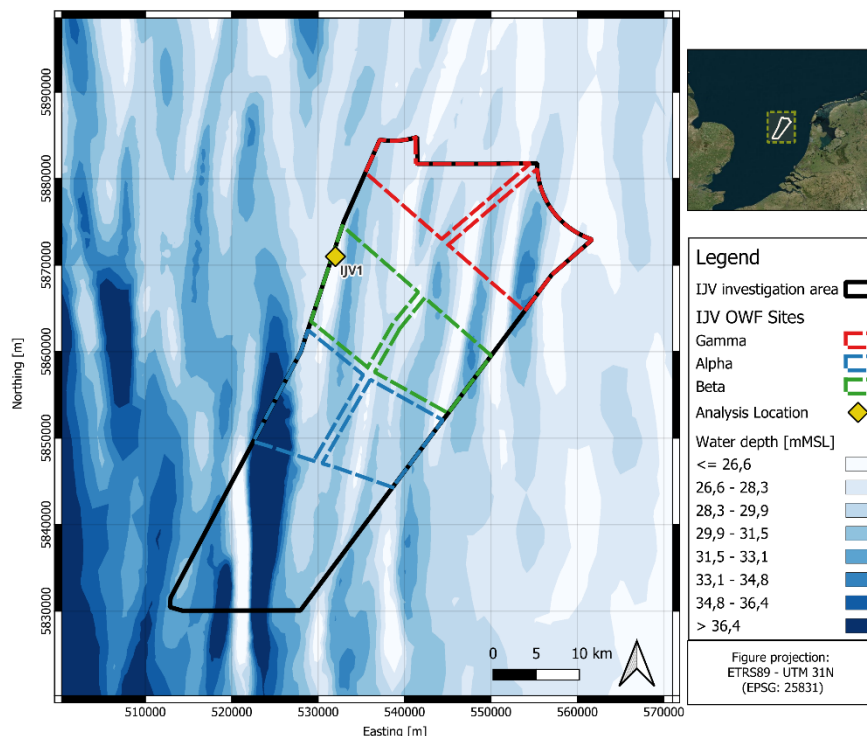 5890000
5880000
5870000
5860000
5850000
5840000
5830000
Northing [m]
IJV1
0 5 10 km
510000 520000 530000 540000 550000 560000 570000
Easting [m]
Legend
IJV investigation area
IJV OWF Sites
Gamma
Alpha
Beta
Analysis Location
Water depth [mMSL]
<= 26,6
26,6 - 28,3
28,3 - 29,9
29,9 - 31,5
31,5 - 33,1
33,1 - 34,8
34,8 - 36,4
> 36,4
Figure projection:
ETRS89 - UTM 31N
(EPSG: 25831)